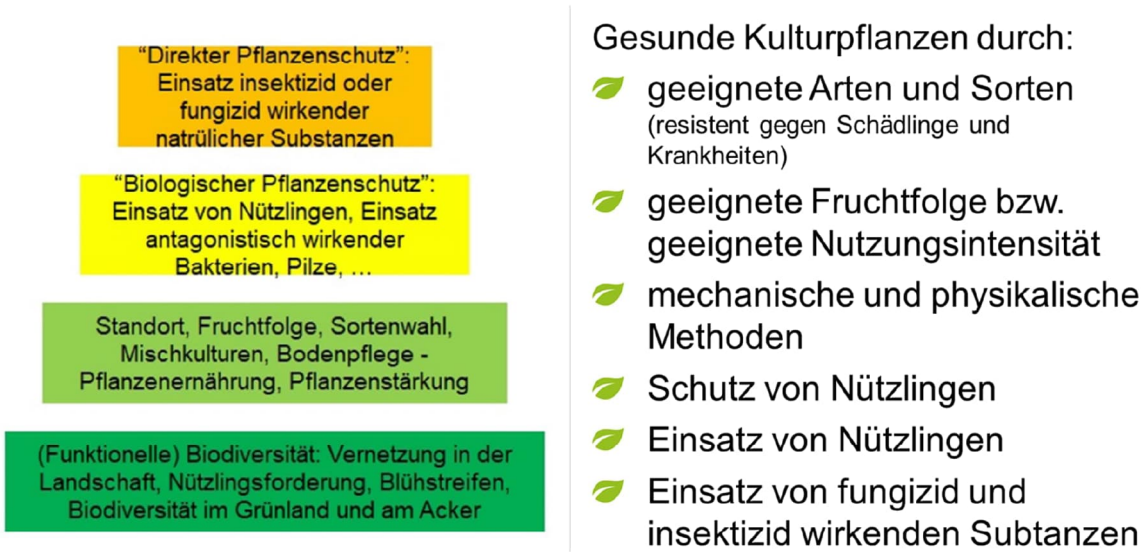 “Direkter Pflanzenschutz”:
Einsatz insektizid oder
fungizid wirkender
natrülicher Substanzen
“Biologischer Pflanzenschutz”:
Einsatz von Nützlingen, Einsatz
antagonistisch wirkender
Bakterien, Pilze, …
Standort, Fruchtfolge, Sortenwahl,
Mischkulturen, Bodenpflege -
Pflanzenernährung, Pflanzenstärkung
(Funktionelle) Biodiversität: Vernetzung in der
Landschaft, Nützlingsforderung, Blühstreifen,
Biodiversität im Grünland und am Acker
Gesunde Kulturpflanzen durch:
geeignete Arten und Sorten
(resistent gegen Schädlinge und
Krankheiten)
geeignete Fruchtfolge bzw.
geeignete Nutzungsintensität
mechanische und physikalische
Methoden
Schutz von Nützlingen
Einsatz von Nützlingen
Einsatz von fungizid und
insektizid wirkenden Subtanzen